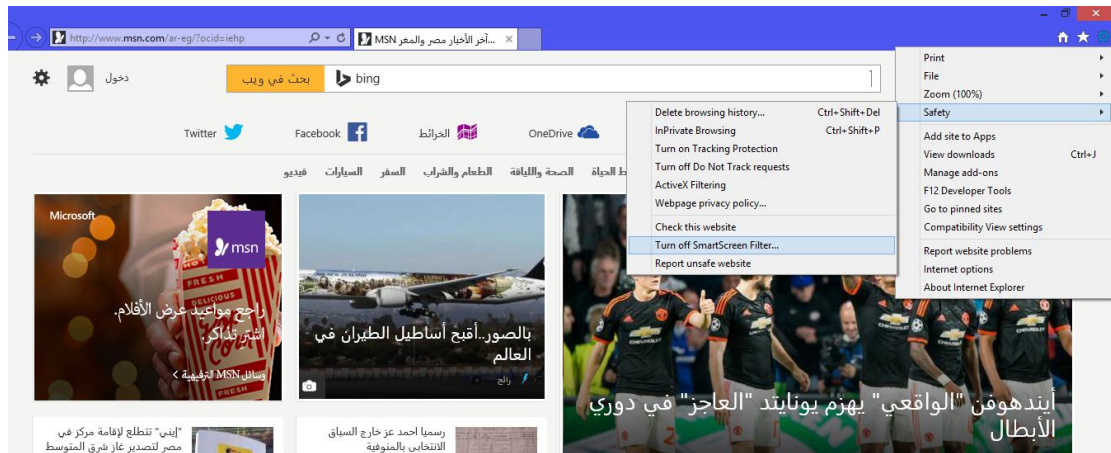 http://www.msn.com/ar-eg/?ocid=iehp
آخر الأخبار مصر والمغر MSN...
دخول
بحث في ويب
bing
Twitter
Facebook
الخرائط
OneDrive
ط الحياة الصحة واللياقة الطعام والشراب السفر السيارات فيديو
Print
File
Zoom (100%)
Safety
Add site to Apps
View downloads Ctrl+J
Manage add-ons
F12 Developer Tools
Go to pinned sites
Compatibility View settings
Report website problems
Internet options
About Internet Explorer
Delete browsing history... Ctrl+Shift+Del
InPrivate Browsing Ctrl+Shift+P
Turn on Tracking Protection
Turn off Do Not Track requests
ActiveX Filtering
Webpage privacy policy...
Check this website
Turn off SmartScreen Filter...
Report unsafe website
Microsoft
msn
FRESH
DELICIOUS
راجع مواعيد عرض الأفلام.
اشترِ تذاكر.
وسائل MSN الترفيهية >
FRESH
بالصور..أقبح أساطيل الطيران في
العالم
رائج
CHEVROLET
CHEVROLET
أيندهوفن "الواقعي" يهزم يونايتد "العاجز" في دوري
الأبطال
"إيني" تتطلع لإقامة مركز في
مصر لتصدير غاز شرق المتوسط
رسميا احمد عز خارج السباق
الانتخابي بالمنوفية